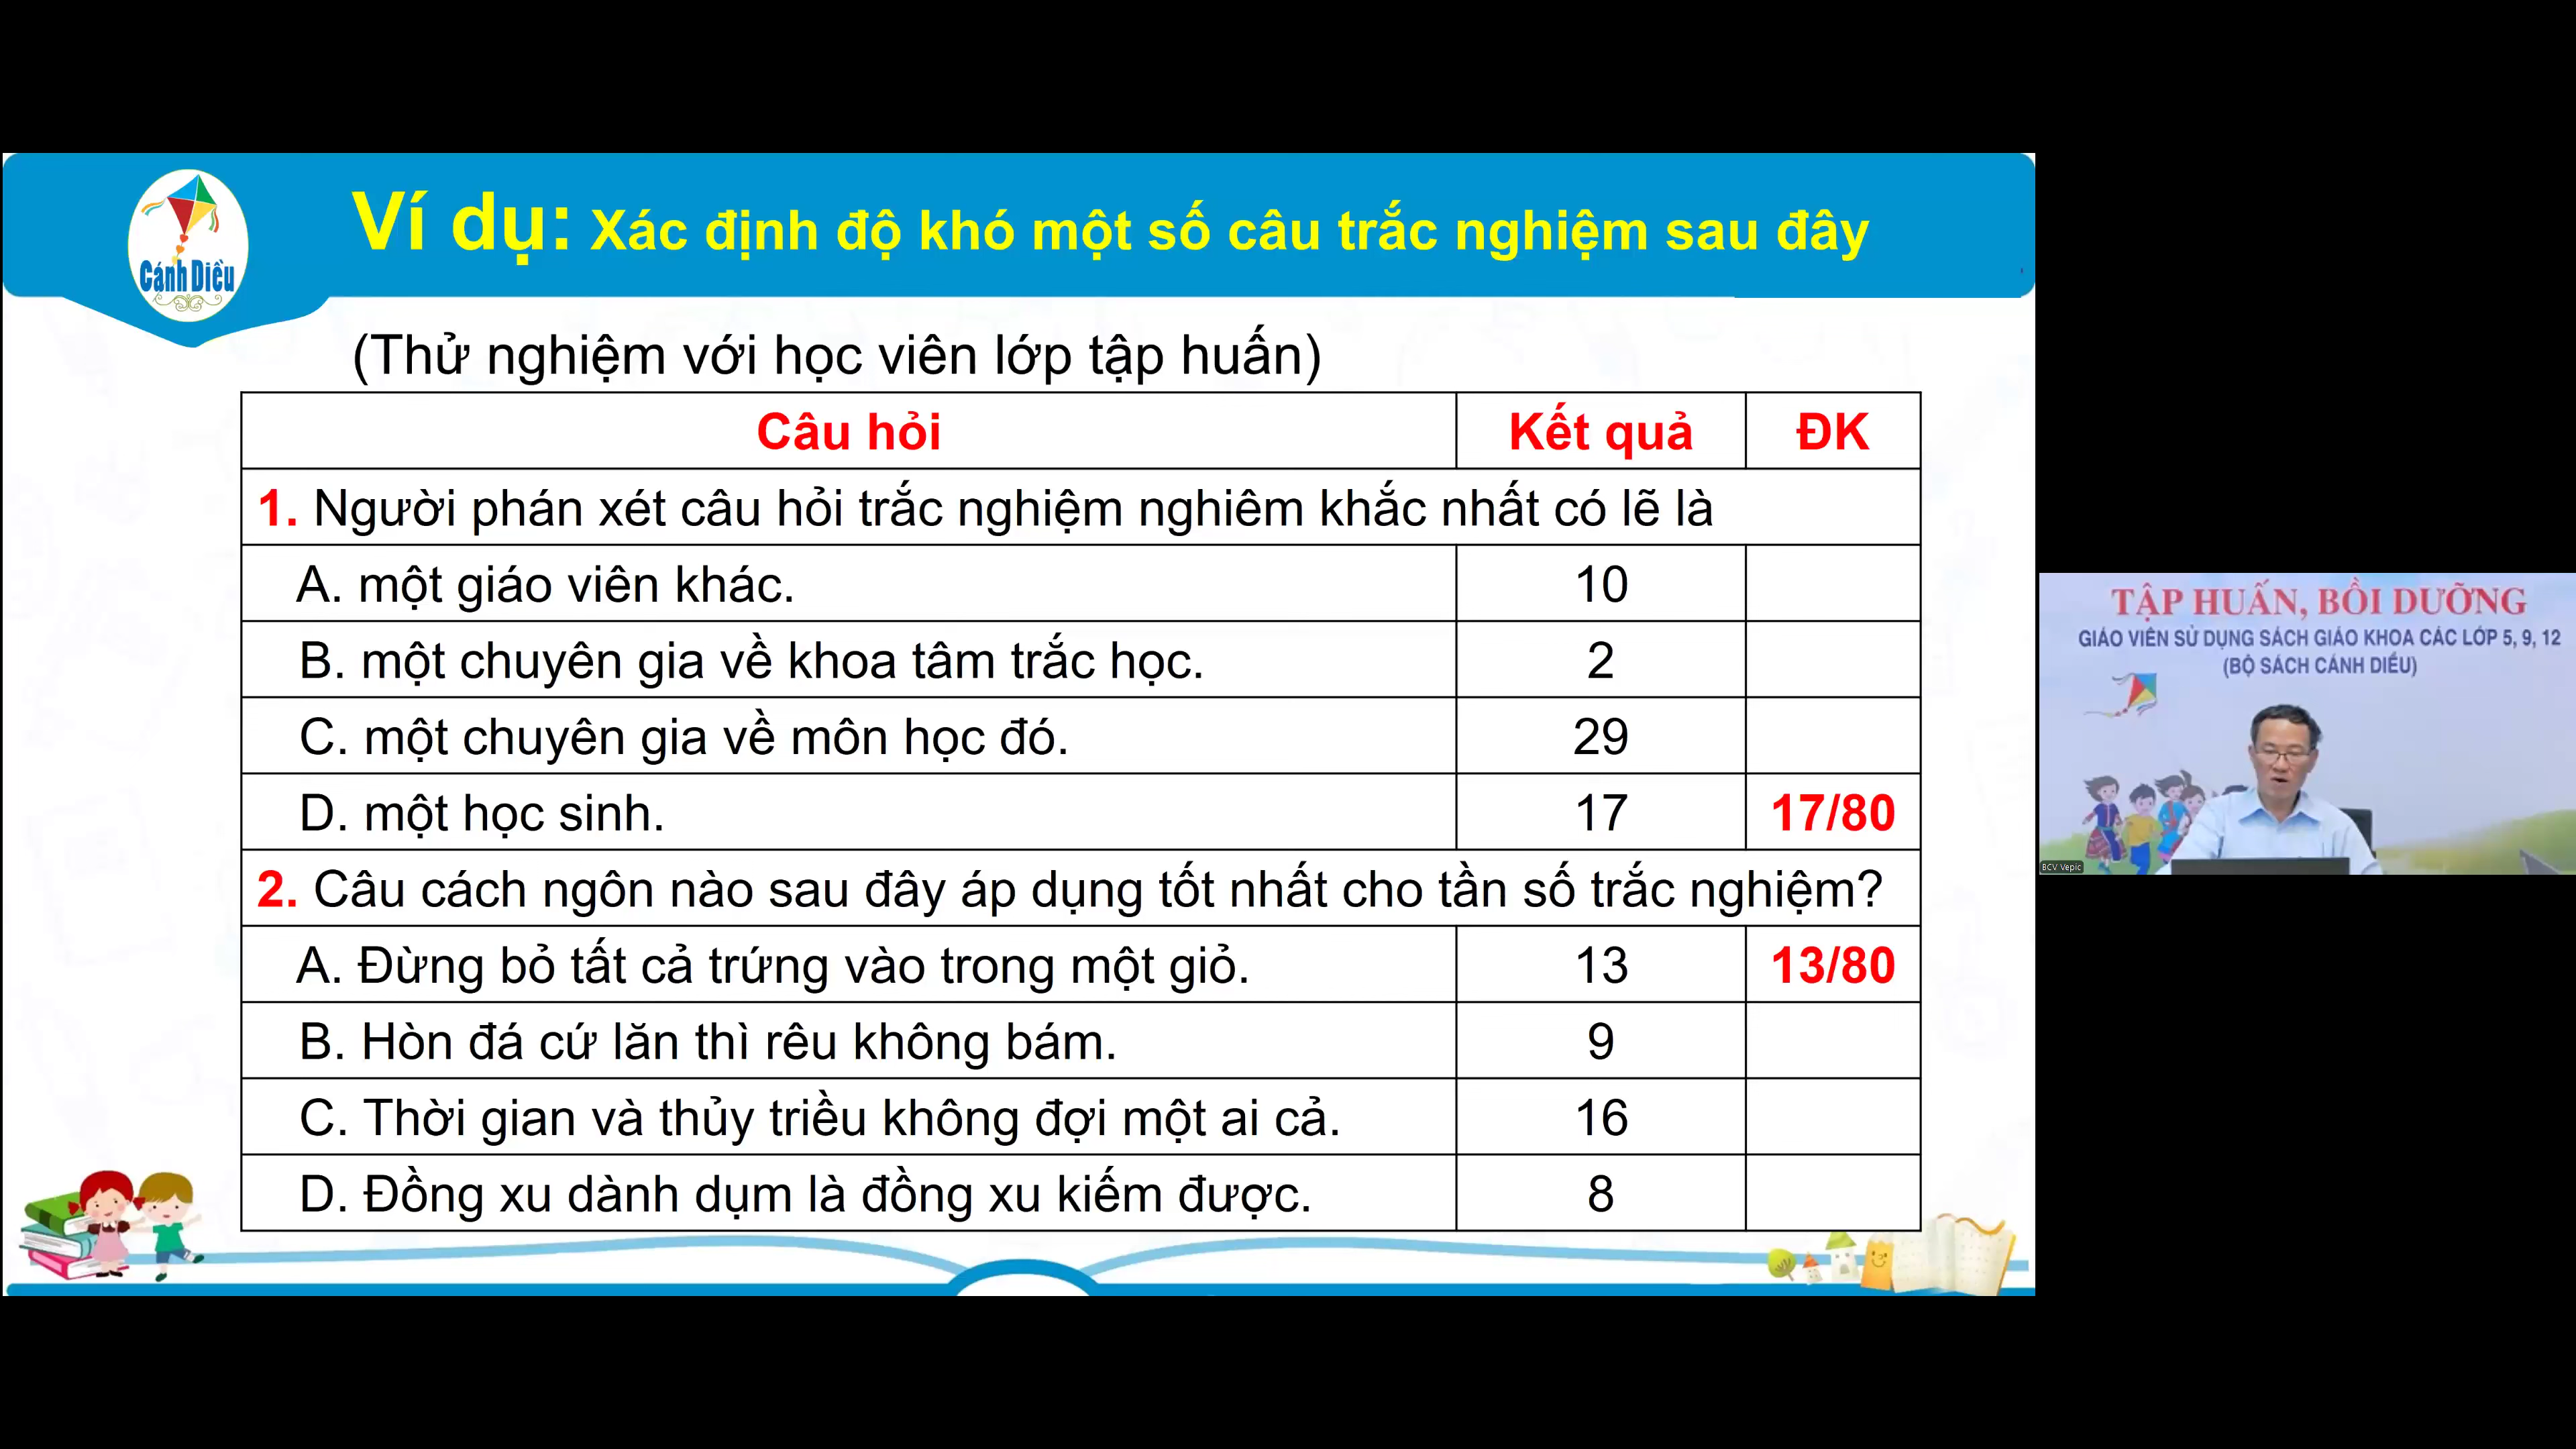 Cánh Diều
Ví dụ: Xác định độ khó một số câu trắc nghiệm sau đây
(Thử nghiệm với học viên lớp tập huấn)
Câu hỏi Kết quả ĐK
1. Người phán xét câu hỏi trắc nghiệm nghiêm khắc nhất có lẽ là
A. một giáo viên khác. 10
B. một chuyên gia về khoa tâm trắc học. 2
C. một chuyên gia về môn học đó. 29
D. một học sinh. 17 17/80
2. Câu cách ngôn nào sau đây áp dụng tốt nhất cho tần số trắc nghiệm?
A. Đừng bỏ tất cả trứng vào trong một giỏ. 13 13/80
B. Hòn đá cứ lăn thì rêu không bám. 9
C. Thời gian và thủy triều không đợi một ai cả. 16
D. Đồng xu dành dụm là đồng xu kiếm được. 8
TẬP HUẤN, BỒI DƯỠNG
GIÁO VIÊN SỬ DỤNG SÁCH GIÁO KHOA CÁC LỚP 5, 9, 12
(BỘ SÁCH CÁNH DIỀU)
BCV Vepic